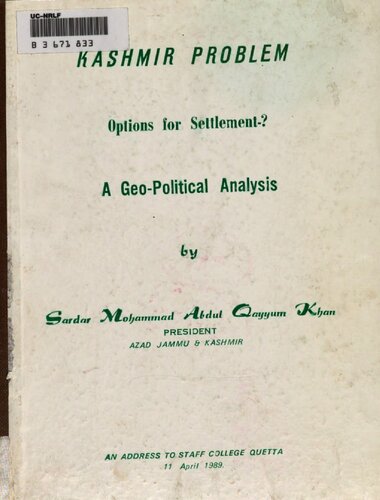 UC-NRLF
B 3 671 833
KASHMIR PROBLEM
Options for Settlement-?
A Geo-Political Analysis
by
Sardar Mohammad Abdul Qayyum Khan
PRESIDENT
AZAD JAMMU & KASHMIR
AN ADDRESS TO STAFF COLLEGE QUETTA
11 April 1989.